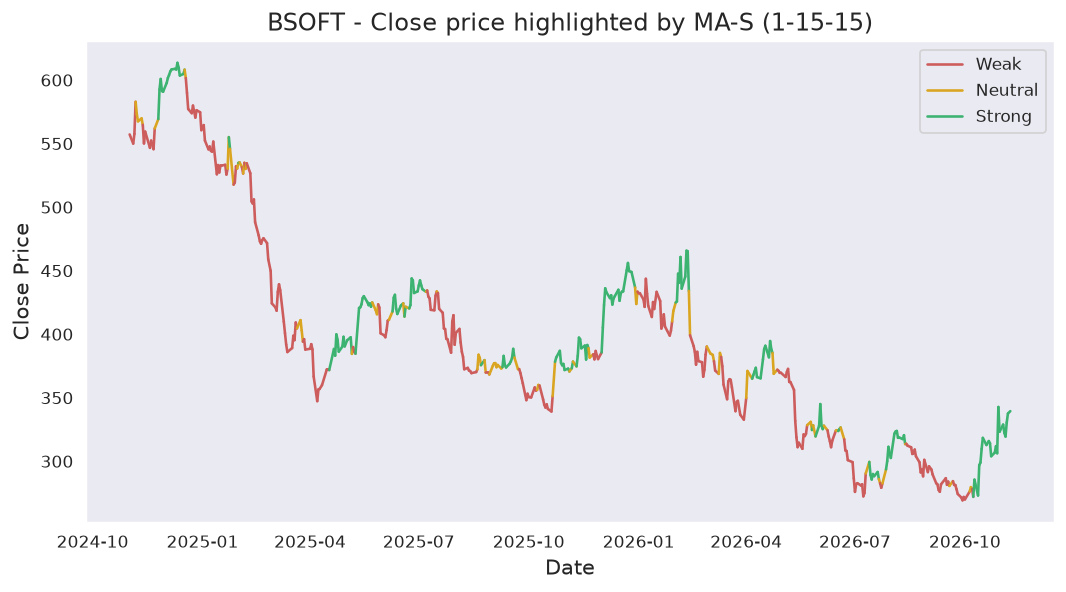 BSOFT - Close price highlighted by MA-S (1-15-15)
Weak
Neutral
Strong
Close Price
600
550
500
450
400
350
300
2024-10 2025-01 2025-04 2025-07 2025-10 2026-01 2026-04 2026-07 2026-10
Date